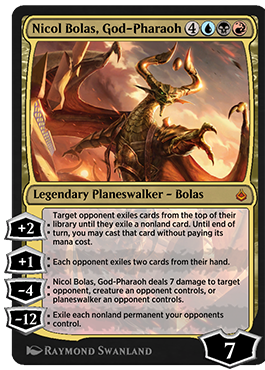 Nicol Bolas, God-Pharaoh 4
Legendary Planeswalker – Bolas
+2
Target opponent exiles cards from the top of their
library until they exile a nonland card. Until end of
turn, you may cast that card without paying its
mana cost.
+1
Each opponent exiles two cards from their hand.
-4
Nicol Bolas, God-Pharaoh deals 7 damage to target
opponent, creature an opponent controls, or
planeswalker an opponent controls.
-12
Exile each nonland permanent your opponents
control.
7
Raymond Swanland